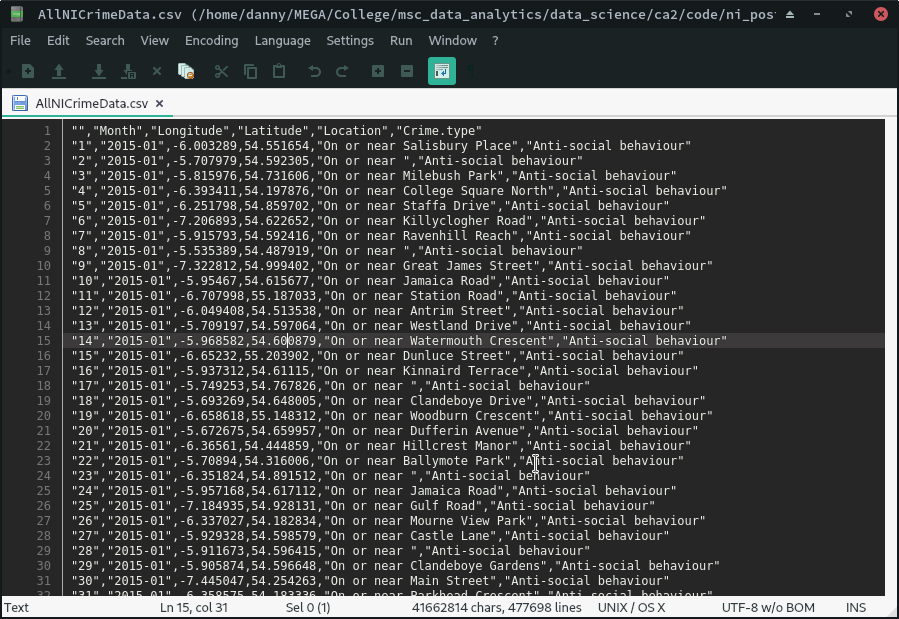 AllNICrimeData.csv (/home/danny/MEGA/College/msc_data_analytics/data_science/ca2/code/ni_pos
File Edit Search View Encoding Language Settings Run Window ?
AllNICrimeData.csv ×
1 "","Month","Longitude","Latitude","Location","Crime.type"
2 "1","2015-01",-6.003289,54.551654,"On or near Salisbury Place","Anti-social behaviour"
3 "2","2015-01",-5.707979,54.592305,"On or near ","Anti-social behaviour"
4 "3","2015-01",-5.815976,54.731606,"On or near Milebush Park","Anti-social behaviour"
5 "4","2015-01",-6.393411,54.197876,"On or near College Square North","Anti-social behaviour"
6 "5","2015-01",-6.251798,54.859702,"On or near Staffa Drive","Anti-social behaviour"
7 "6","2015-01",-7.206893,54.622652,"On or near Killyclogher Road","Anti-social behaviour"
8 "7","2015-01",-5.915793,54.592416,"On or near Ravenhill Reach","Anti-social behaviour"
9 "8","2015-01",-5.535389,54.487919,"On or near ","Anti-social behaviour"
10 "9","2015-01",-7.322812,54.999402,"On or near Great James Street","Anti-social behaviour"
11 "10","2015-01",-5.95467,54.615677,"On or near Jamaica Road","Anti-social behaviour"
12 "11","2015-01",-6.707998,55.187033,"On or near Station Road","Anti-social behaviour"
13 "12","2015-01",-6.049408,54.513538,"On or near Antrim Street","Anti-social behaviour"
14 "13","2015-01",-5.709197,54.597064,"On or near Westland Drive","Anti-social behaviour"
15 "14","2015-01",-5.968582,54.600879,"On or near Watermouth Crescent","Anti-social behaviour"
16 "15","2015-01",-6.65232,55.203902,"On or near Dunluce Street","Anti-social behaviour"
17 "16","2015-01",-5.937312,54.61115,"On or near Kinnaird Terrace","Anti-social behaviour"
18 "17","2015-01",-5.749253,54.767826,"On or near ","Anti-social behaviour"
19 "18","2015-01",-5.693269,54.648005,"On or near Clandeboye Drive","Anti-social behaviour"
20 "19","2015-01",-6.658618,55.148312,"On or near Woodburn Crescent","Anti-social behaviour"
21 "20","2015-01",-5.672675,54.659957,"On or near Dufferin Avenue","Anti-social behaviour"
22 "21","2015-01",-6.36561,54.444859,"On or near Hillcrest Manor","Anti-social behaviour"
23 "22","2015-01",-5.70894,54.316006,"On or near Ballymote Park","Anti-social behaviour"
24 "23","2015-01",-6.351824,54.891512,"On or near ","Anti-social behaviour"
25 "24","2015-01",-5.957168,54.617112,"On or near Jamaica Road","Anti-social behaviour"
26 "25","2015-01",-7.184935,54.928131,"On or near Gulf Road","Anti-social behaviour"
27 "26","2015-01",-6.337027,54.182834,"On or near Mourne View Park","Anti-social behaviour"
28 "27","2015-01",-5.929328,54.598579,"On or near Castle Lane","Anti-social behaviour"
29 "28","2015-01",-5.911673,54.596415,"On or near ","Anti-social behaviour"
30 "29","2015-01",-5.905874,54.596648,"On or near Clandeboye Gardens","Anti-social behaviour"
31 "30","2015-01",-7.445047,54.254263,"On or near Main Street","Anti-social behaviour"
32 "31","2015-01",-6.358575,54.183336,"On or near Parkhead Crescent","Anti-social behaviour"
Text Ln 15, col 31 Sel 0 (1) 41662814 chars, 477698 lines UNIX / OS X UTF-8 w/o BOM INS